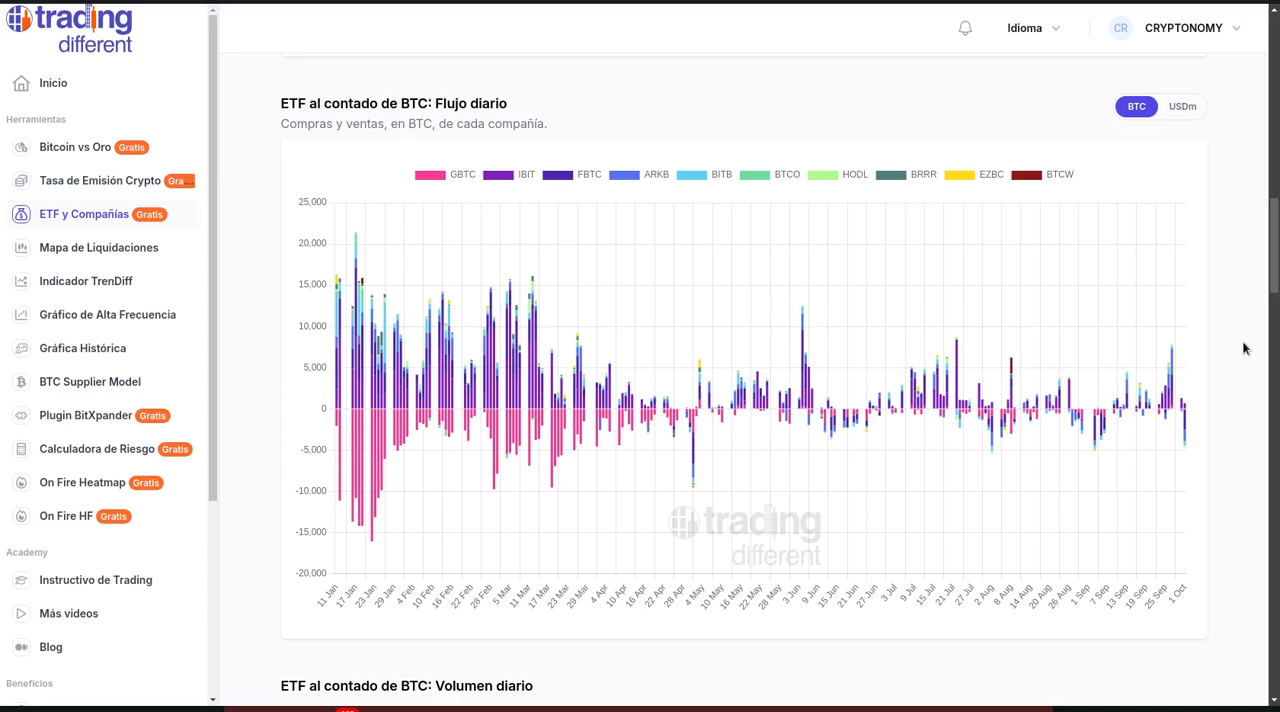 trading
different
Idioma
CR
CRYPTONOMY
Inicio
Herramientas
Bitcoin vs Oro Gratis
Tasa de Emisión Crypto Gra...
ETF y Compañías Gratis
Mapa de Liquidaciones
Indicador TrenDiff
Gráfico de Alta Frecuencia
Gráfica Histórica
BTC Supplier Model
Plugin BitXpander Gratis
Calculadora de Riesgo Gratis
On Fire Heatmap Gratis
On Fire HF Gratis
Academy
Instructivo de Trading
Más videos
Blog
Beneficios
ETF al contado de BTC: Flujo diario
Compras y ventas, en BTC, de cada compañía.
BTC USDm
GBTC IBIT FBTC ARKB BITB BTCO HODL BRRR EZBC BTCW
25,000
20,000
15,000
10,000
5,000
0
-5,000
-10,000
-15,000
-20,000
trading
different
11 Jan 17 Jan 23 Jan 29 Jan 4 Feb 10 Feb 16 Feb 22 Feb 28 Feb 5 Mar 11 Mar 17 Mar 23 Mar 29 Mar 4 Apr 10 Apr 16 Apr 22 Apr 28 Apr 4 May 10 May 16 May 22 May 28 May 3 Jun 9 Jun 15 Jun 21 Jun 27 Jun 3 Jul 9 Jul 15 Jul 21 Jul 27 Jul 2 Aug 8 Aug 14 Aug 20 Aug 26 Aug 1 Sep 7 Sep 13 Sep 19 Sep 25 Sep 1 Oct
ETF al contado de BTC: Volumen diario